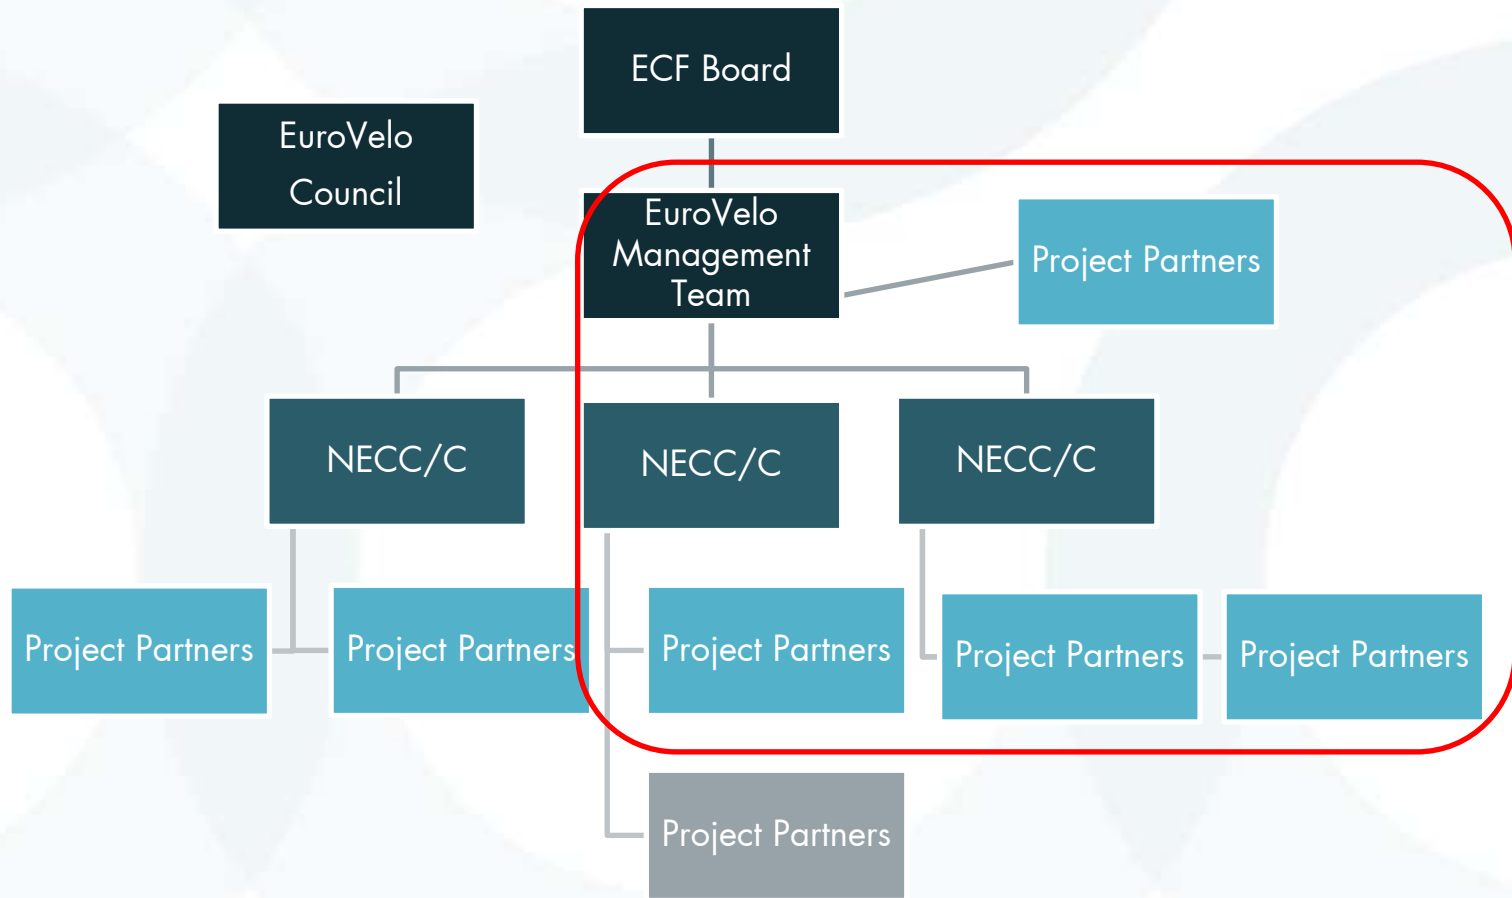 ECF Board
EuroVelo
Council
EuroVelo
Management
Team
Project Partners
NECC/C
NECC/C
NECC/C
Project Partners
Project Partners
Project Partners
Project Partners
Project Partners
Project Partners